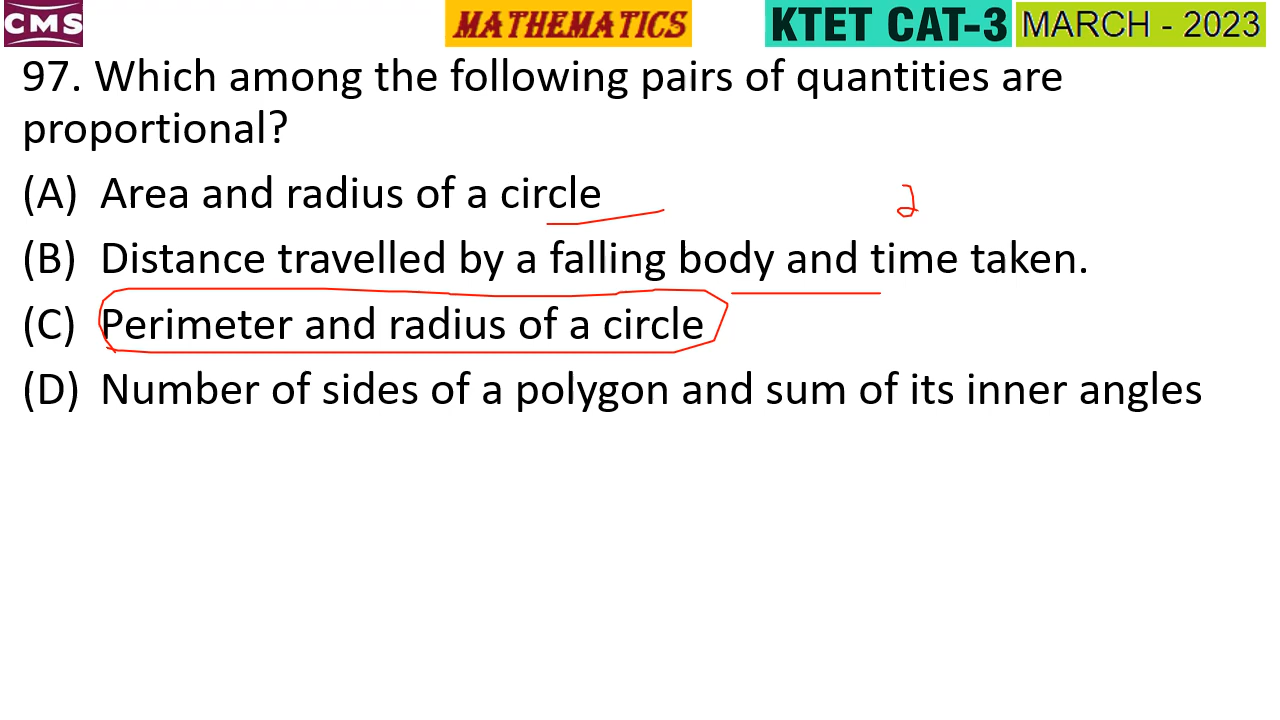 CMS
MATHEMATICS
KTET CAT-3
MARCH - 2023
97. Which among the following pairs of quantities are
proportional?
(A) Area and radius of a circle
2
(B) Distance travelled by a falling body and time taken.
(C) Perimeter and radius of a circle
(D) Number of sides of a polygon and sum of its inner angles